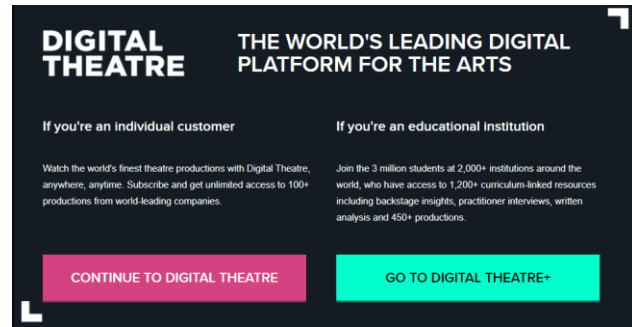 DIGITAL
THEATRE
THE WORLD'S LEADING DIGITAL
PLATFORM FOR THE ARTS
If you're an individual customer
Watch the world's finest theatre productions with Digital Theatre,
anywhere, anytime. Subscribe and get unlimited access to 100+
productions from world-leading companies.
CONTINUE TO DIGITAL THEATRE
If you're an educational institution
Join the 3 million students at 2,000+ institutions around the
world, who have access to 1,200+ curriculum-linked resources
including backstage insights, practitioner interviews, written
analysis and 450+ productions.
GO TO DIGITAL THEATRE+